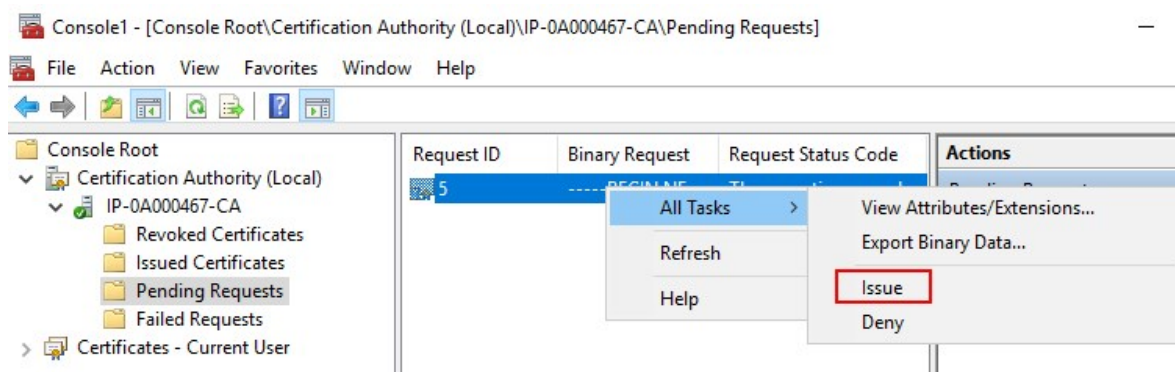 Console1 - [Console Root\Certification Authority (Local)\IP-0A000467-CA\Pending Requests]
File Action View Favorites Window Help
Console Root
Certification Authority (Local)
IP-0A000467-CA
Revoked Certificates
Issued Certificates
Pending Requests
Failed Requests
Certificates - Current User
Request ID Binary Request Request Status Code
5
All Tasks
Refresh
Help
Actions
View Attributes/Extensions...
Export Binary Data...
Issue
Deny